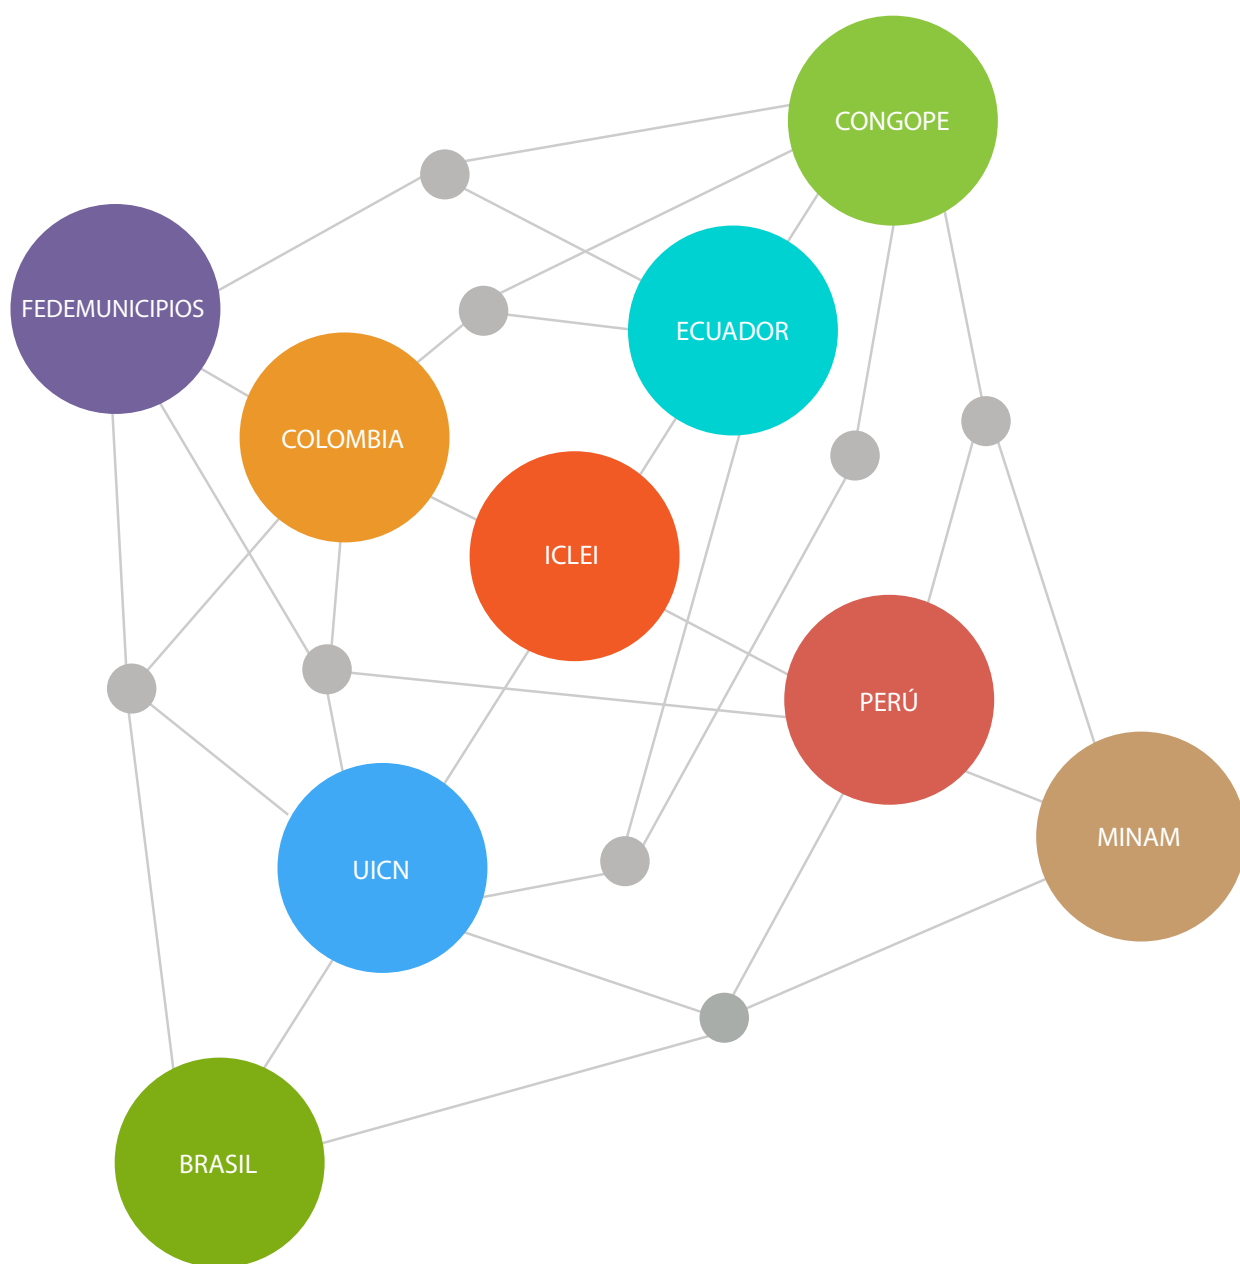 CONGOPE
FEDEMUNICIPIOS
ECUADOR
COLOMBIA
ICLEI
PERÚ
MINAM
UICN
BRASIL